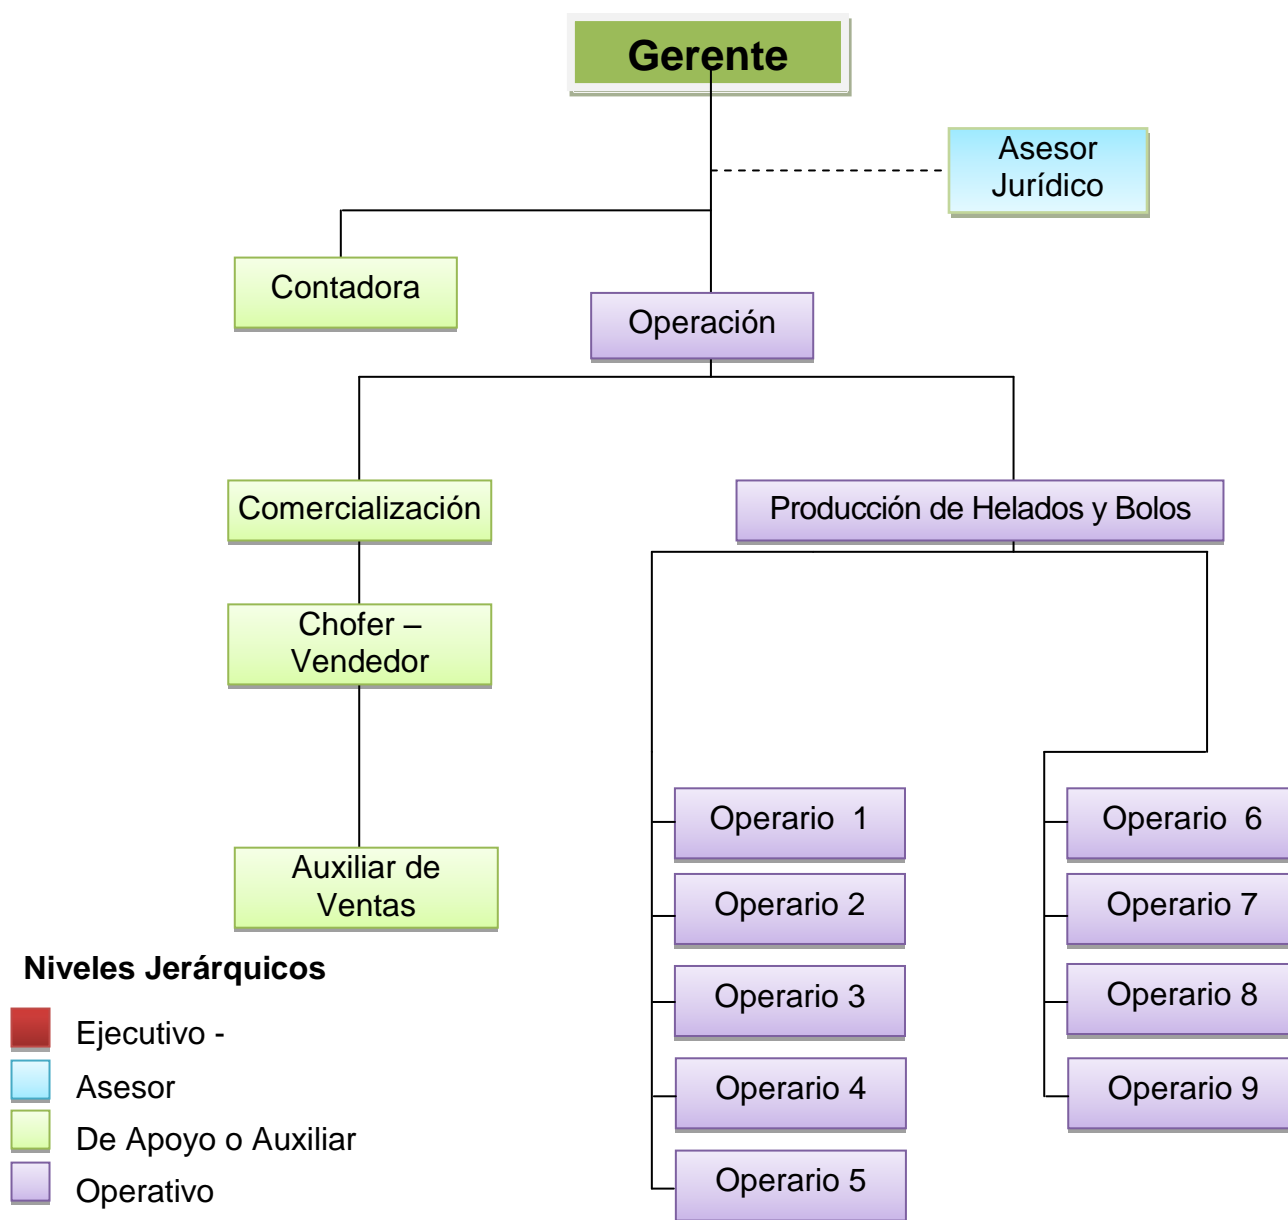 Gerente
Asesor
Jurídico
Contadora
Operación
Comercialización
Producción de Helados y Bolos
Chofer –
Vendedor
Operario 1
Operario 6
Auxiliar de
Ventas
Operario 2
Operario 7
Niveles Jerárquicos
Operario 3
Operario 8
Ejecutivo -
Asesor
Operario 4
Operario 9
De Apoyo o Auxiliar
Operario 5
Operativo